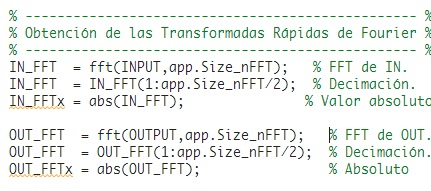 % ------------------------------------------------- %
% Obtención de las Transformadas Rápidas de Fourier %
% ------------------------------------------------- %
IN_FFT  = fft(INPUT,app.Size_nFFT);   % FFT de IN.
IN_FFT  = IN_FFT(1:app.Size_nFFT/2);  % Decimación.
IN_FFTx = abs(IN_FFT);               % Valor absoluto
OUT_FFT  = fft(OUTPUT,app.Size_nFFT);   % FFT de OUT.
OUT_FFT  = OUT_FFT(1:app.Size_nFFT/2);  % Decimación.
OUT_FFTx = abs(OUT_FFT);                % Absoluto